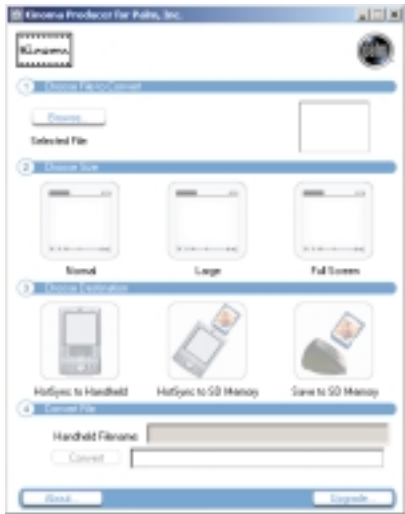 Kinoma Producer for Palm, Inc.
Kinoma
palm
1 Choose File to Convert
Browse...
Selected File
2 Choose Size
Normal Large Full Screen
3 Choose Destination
HotSync to Handheld HotSync to SD Memory Save to SD Memory
4 Convert File
Handheld Filename
Convert
About... Upgrade...